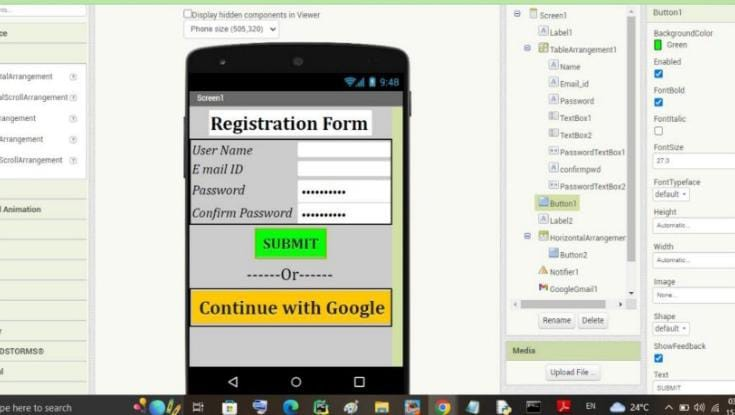 Display hidden components in Viewer
Phone size (505,320)
9:48
Screen1
Registration Form
User Name
E mail ID
Password
••••••••••
Confirm Password
••••••••••
SUBMIT
------Or------
Continue with Google
Screen1
Label1
TableArrangement1
Name
Email_id
Password
TextBox1
TextBox2
PasswordTextBox1
confirmpwd
PasswordTextBox2
Button1
Label2
HorizontalArrangemer
Button2
Notifier1
GoogleGmail1
Rename Delete
Media
Upload File ...
Button1
BackgroundColor
Green
Enabled
FontBold
FontItalic
FontSize
27.0
FontTypeface
default
Height
Automatic...
Width
Automatic...
Image
None...
Shape
default
ShowFeedback
Text
SUBMIT
talArrangement
alScrollArrangement
rangement
Arrangement
ScrollArrangement
Animation
DSTORMS®
pe here to search
EN
24°C